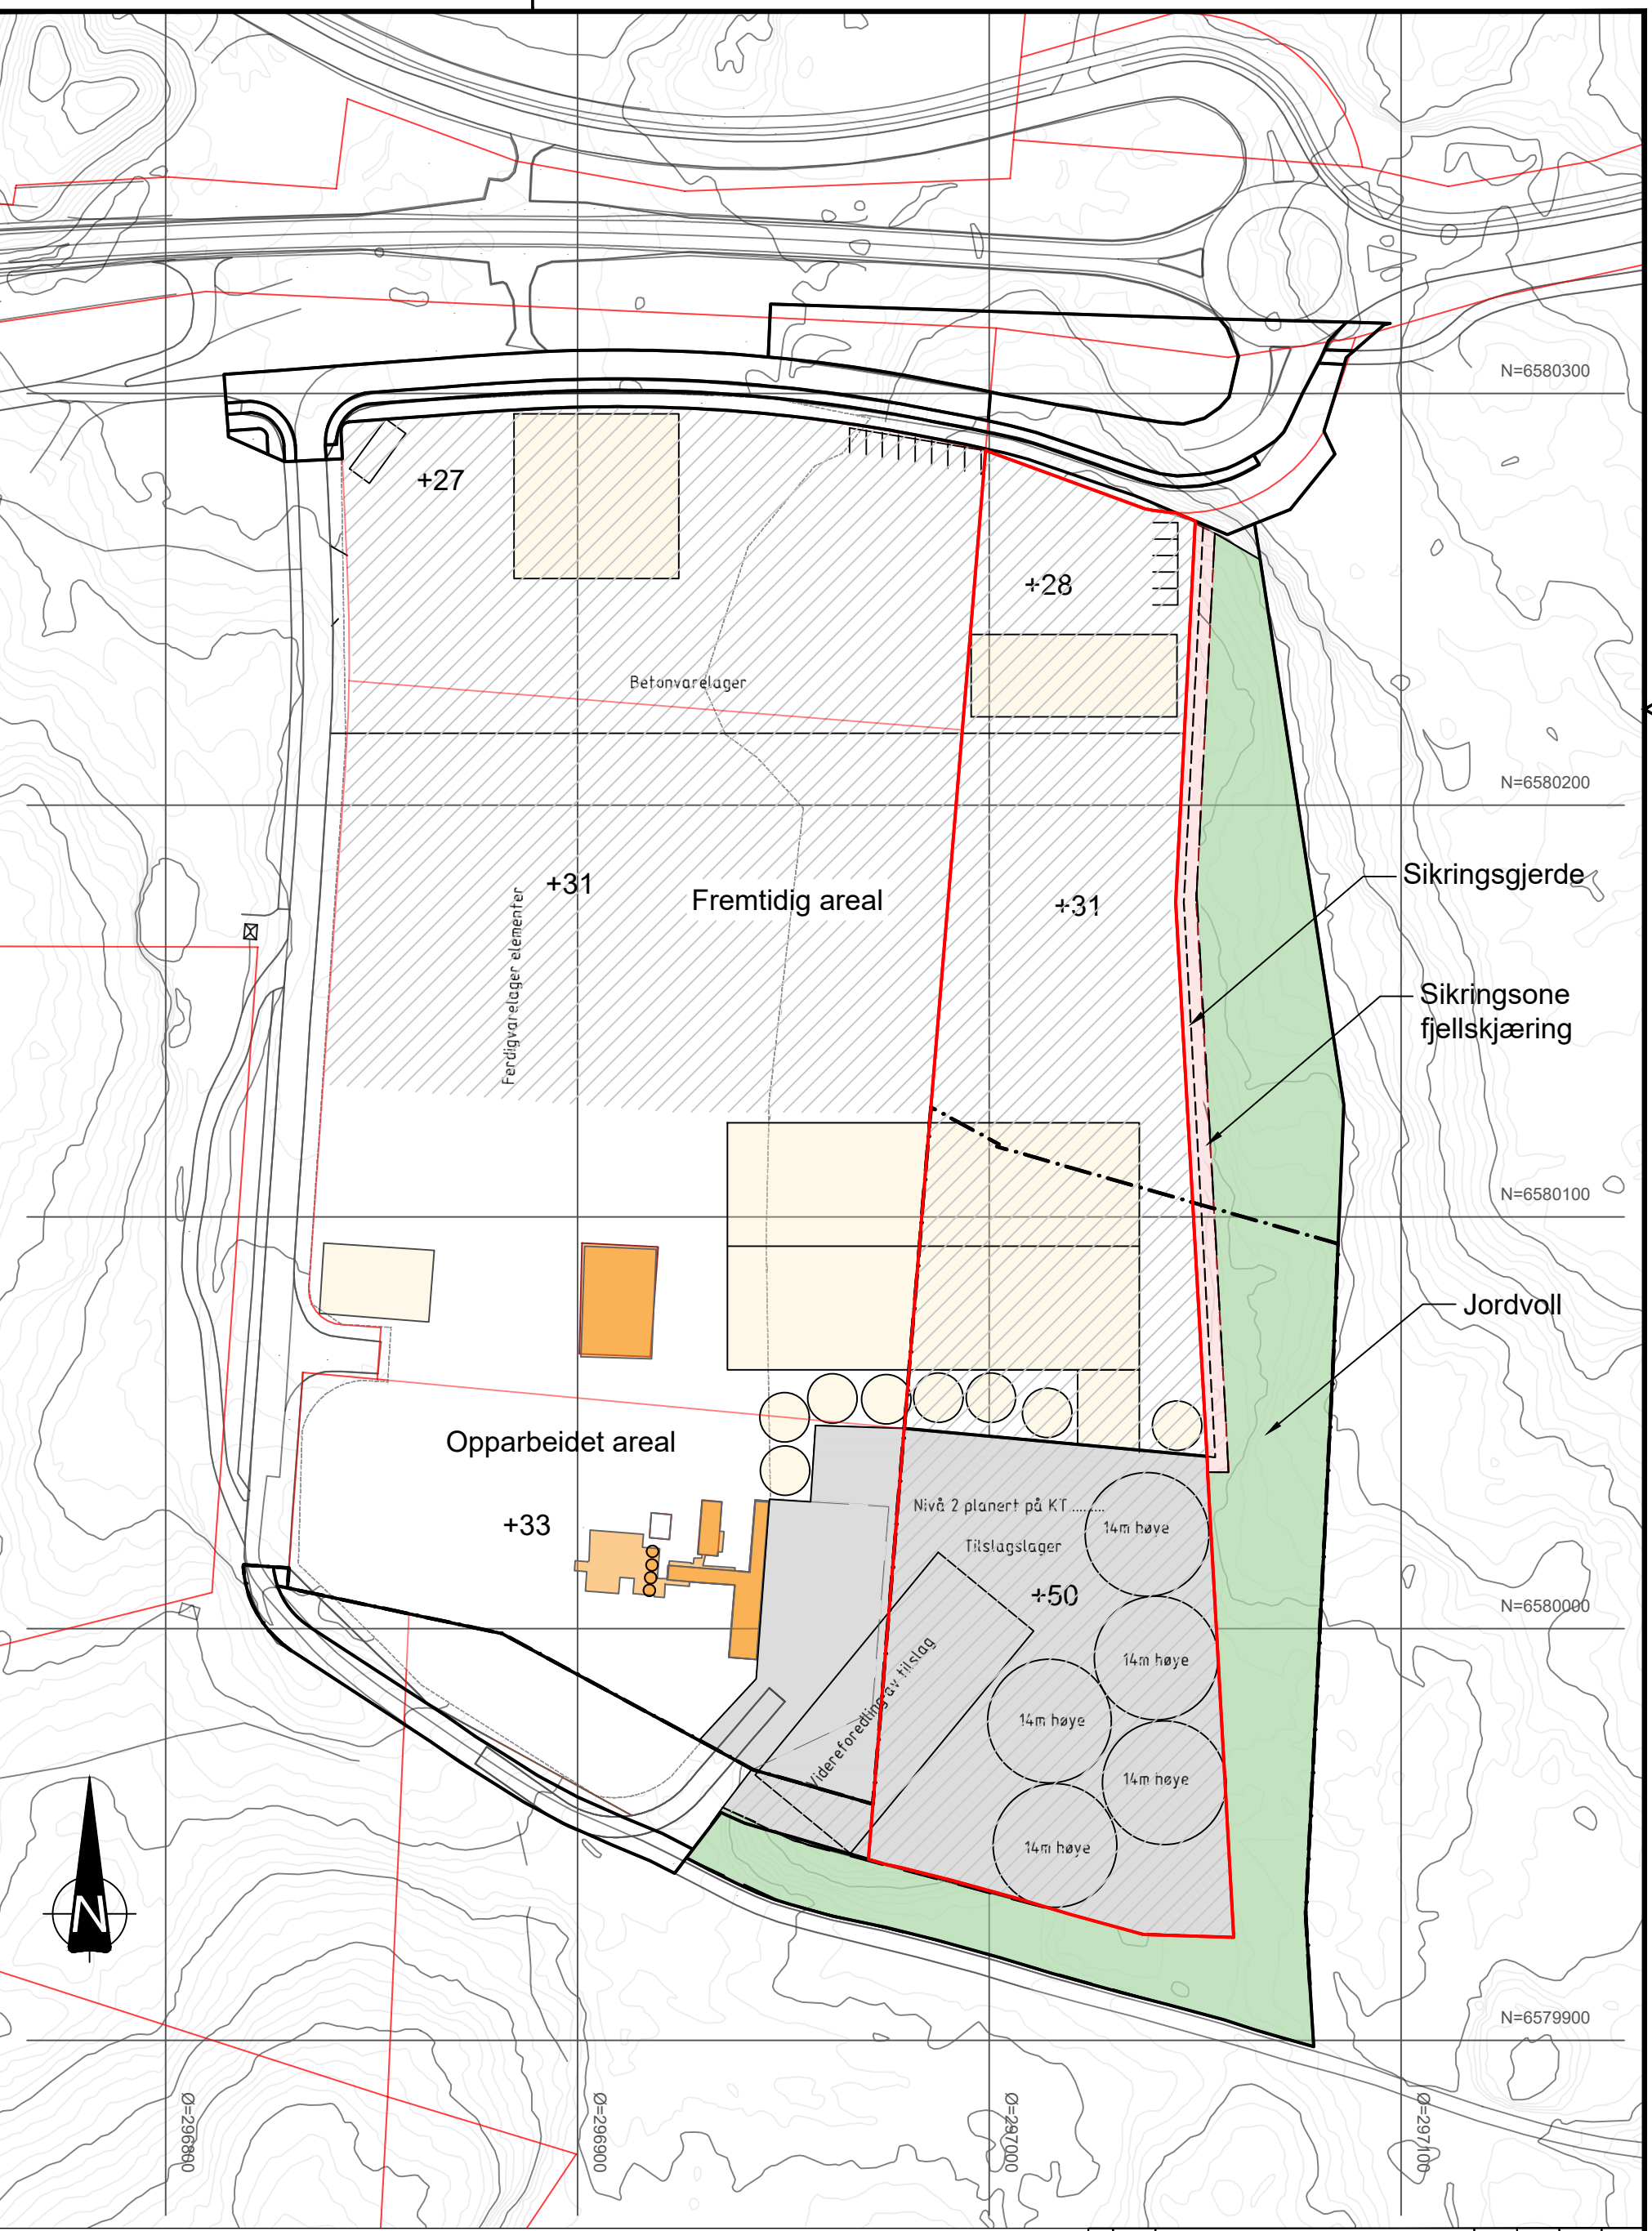 N=6580300
+27
+28
Betonvarelager
N=6580200
Sikringsgjerde
+31
Fremtidig areal
+31
Ferdigvarelager elementer
Sikringsone
fjellskjæring
N=6580100
Jordvoll
Opparbeidet areal
Nivå 2 planert på KT ........
+33
14m høye
Tilslagslager
+50
N=6580000
14m høye
Videreforedling av tilslag
14m høye
14m høye
14m høye
N
N=6579900
Ø=296800
Ø=296900
Ø=297000
Ø=297100